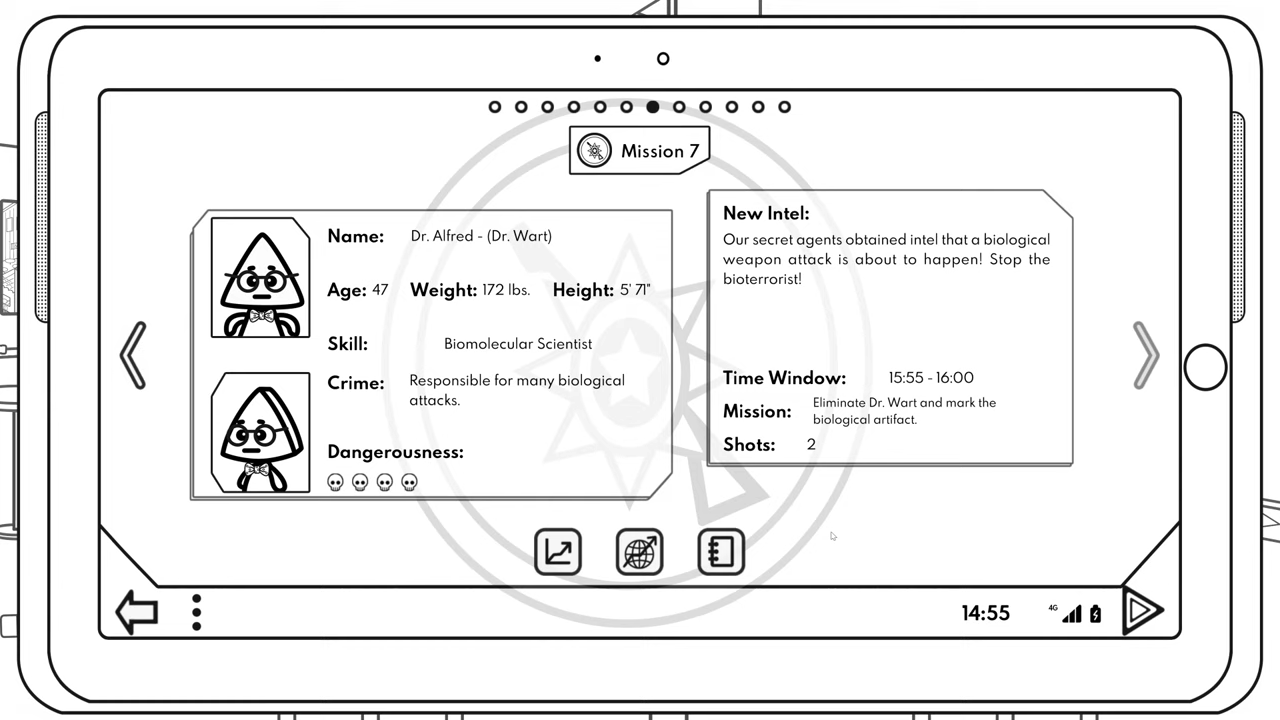 Mission 7
Name: Dr. Alfred - (Dr. Wart)
Age: 47 Weight: 172 lbs. Height: 5' 71"
Skill: Biomolecular Scientist
Crime: Responsible for many biological
attacks.
Dangerousness:
New Intel:
Our secret agents obtained intel that a biological
weapon attack is about to happen! Stop the
bioterrorist!
Time Window: 15:55 - 16:00
Mission: Eliminate Dr. Wart and mark the
biological artifact.
Shots: 2
14:55 4G